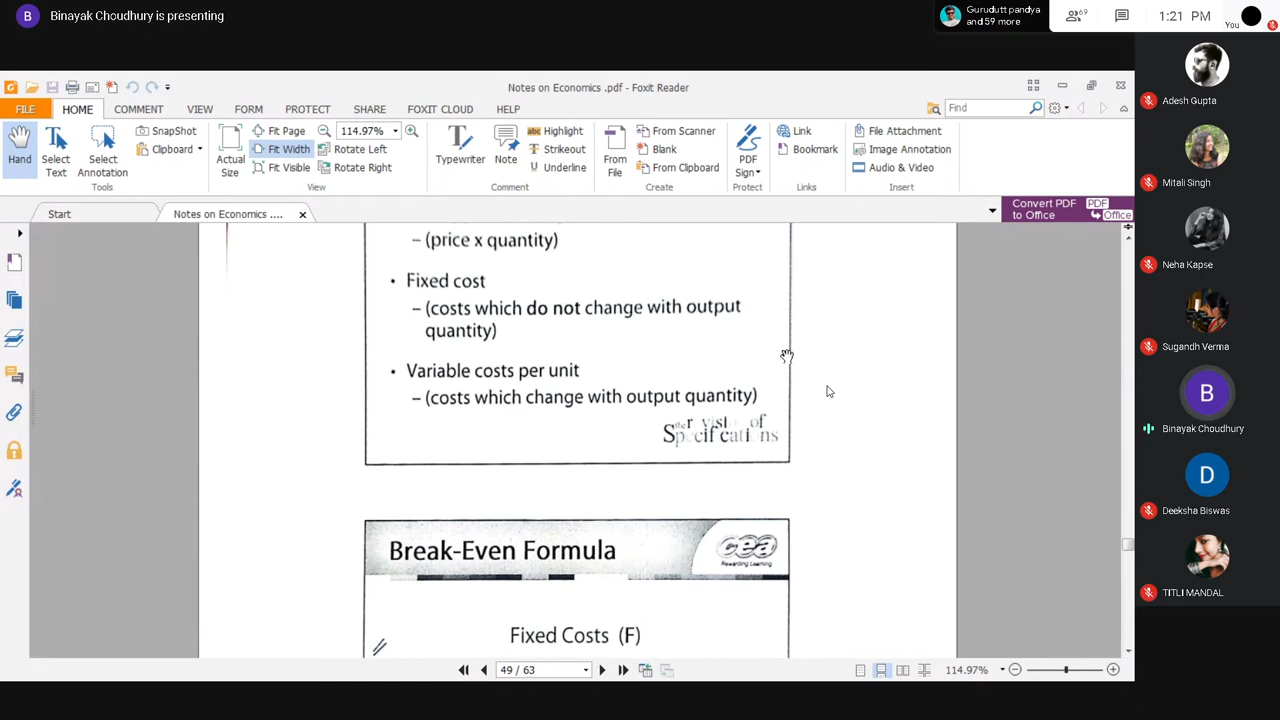 B Binayak Choudhury is presenting
Gurudutt pandya
and 59 more
69
1:21 PM
You
Notes on Economics .pdf - Foxit Reader
FILE HOME COMMENT VIEW FORM PROTECT SHARE FOXIT CLOUD HELP
Find
Hand
Select
Text
Select
Annotation
SnapShot
Clipboard
Tools
Actual
Size
Fit Page
Fit Width
Fit Visible
114.97%
Rotate Left
Rotate Right
View
Typewriter
Note
Highlight
Strikeout
Underline
Comment
From
File
From Scanner
Blank
From Clipboard
Create
PDF
Sign
Protect
Link
Bookmark
Links
File Attachment
Image Annotation
Audio & Video
Insert
Start
Notes on Economics ....
Convert PDF
to Office
PDF
Office
– (price x quantity)
• Fixed cost
– (costs which do not change with output
quantity)
• Variable costs per unit
– (costs which change with output quantity)
Break-Even Formula
cea
Rewarding Learning
Fixed Costs (F)
49 / 63
114.97%
Adesh Gupta
Mitali Singh
Neha Kapse
Sugandh Verma
B
Binayak Choudhury
D
Deeksha Biswas
TITLI MANDAL